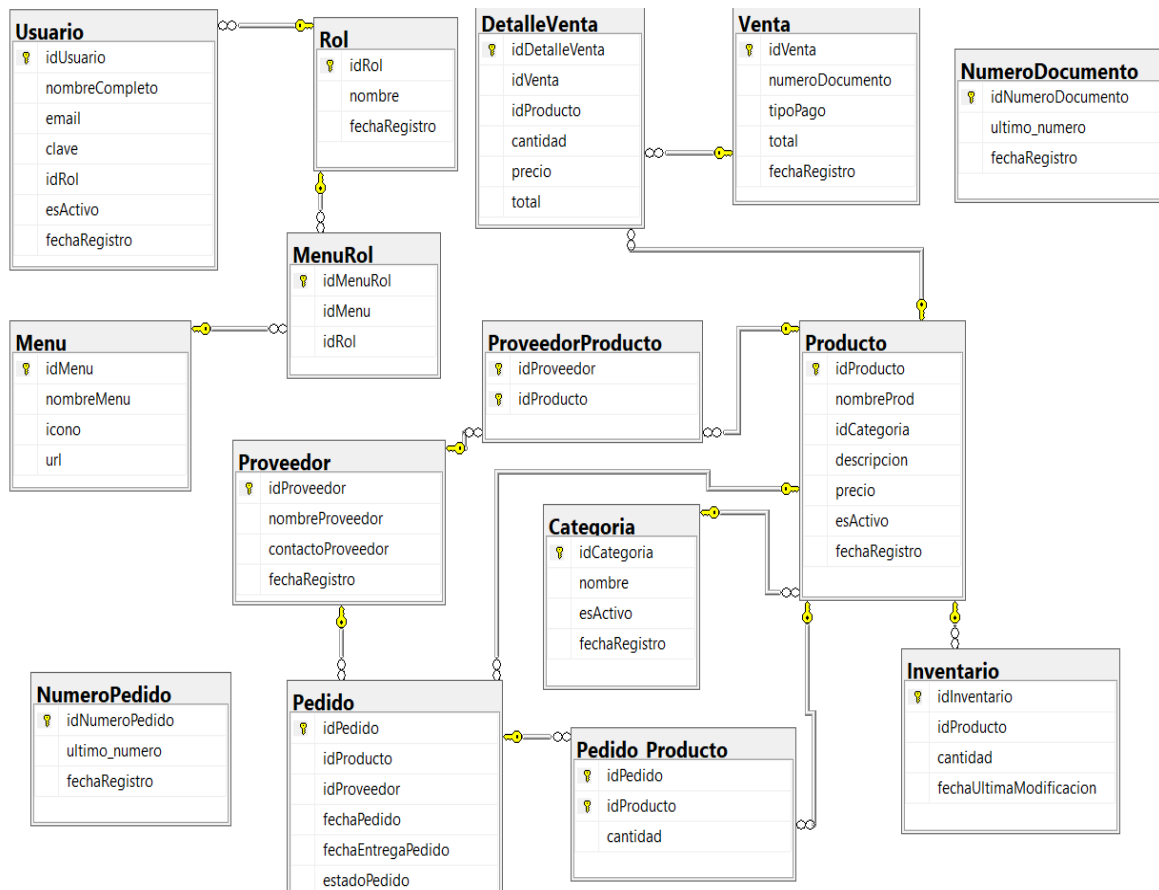 Usuario
idUsuario
nombreCompleto
email
clave
idRol
esActivo
fechaRegistro
Rol
idRol
nombre
fechaRegistro
DetalleVenta
idDetalleVenta
idVenta
idProducto
cantidad
precio
total
Venta
idVenta
numeroDocumento
tipoPago
total
fechaRegistro
NumeroDocumento
idNumeroDocumento
ultimo_numero
fechaRegistro
MenuRol
idMenuRol
idMenu
idRol
Menu
idMenu
nombreMenu
icono
url
ProveedorProducto
idProveedor
idProducto
Producto
idProducto
nombreProd
idCategoria
descripcion
precio
esActivo
fechaRegistro
Proveedor
idProveedor
nombreProveedor
contactoProveedor
fechaRegistro
Categoria
idCategoria
nombre
esActivo
fechaRegistro
NumeroPedido
idNumeroPedido
ultimo_numero
fechaRegistro
Pedido
idPedido
idProducto
idProveedor
fechaPedido
fechaEntregaPedido
estadoPedido
Pedido_Producto
idPedido
idProducto
cantidad
Inventario
idInventario
idProducto
cantidad
fechaUltimaModificacion